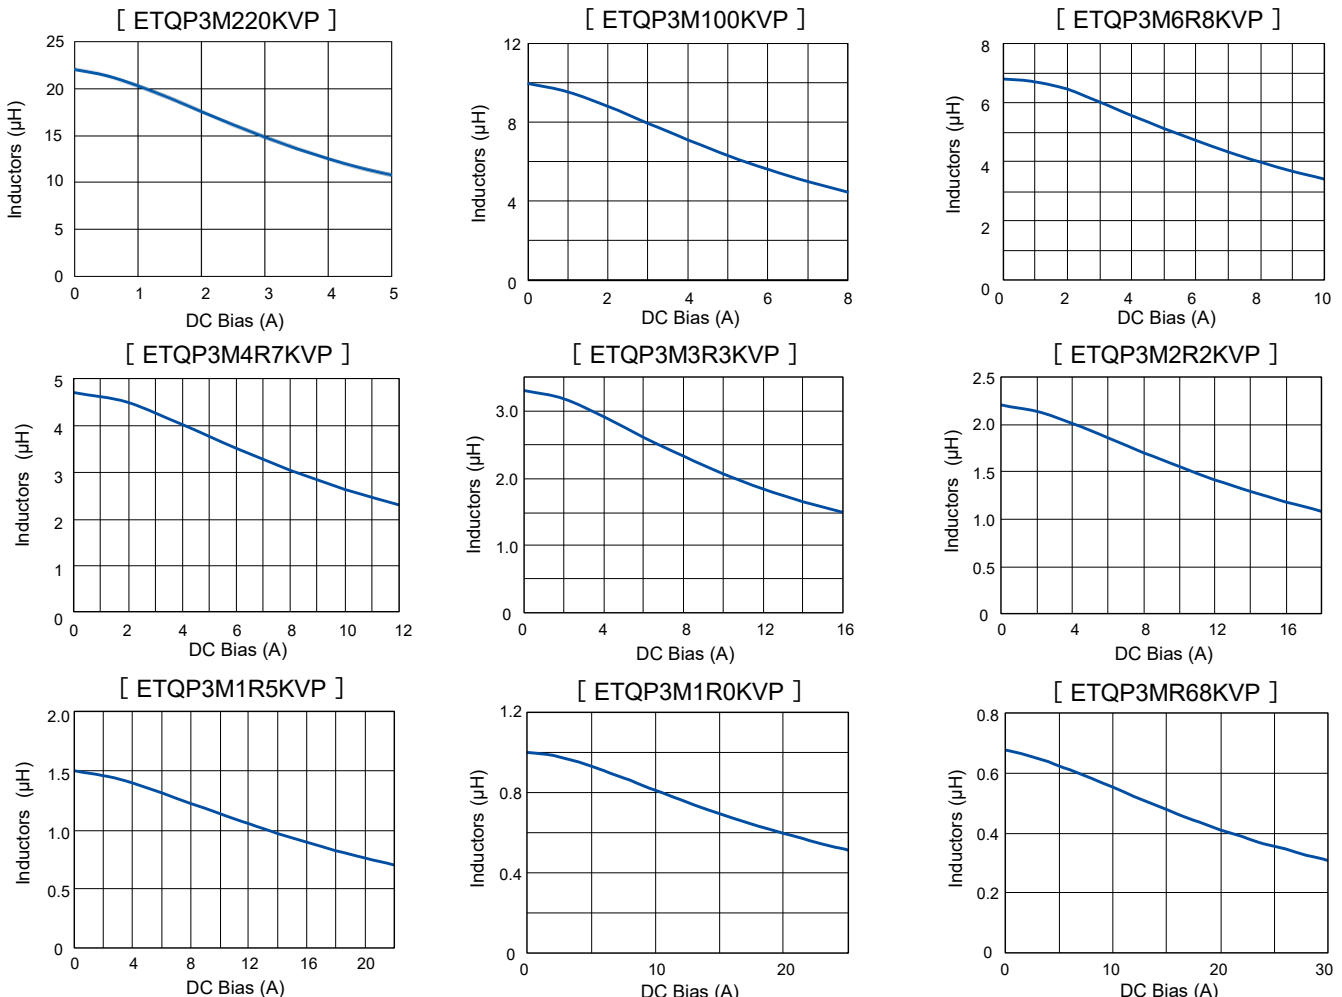 [ ETQP3M220KVP ]
25
20
15
10
5
0
0 1 2 3 4 5
Inductors (μH)
DC Bias (A)
[ ETQP3M100KVP ]
12
8
4
0
0 2 4 6 8
Inductors (μH)
DC Bias (A)
[ ETQP3M6R8KVP ]
8
6
4
2
0
0 2 4 6 8 10
Inductors (μH)
DC Bias (A)
[ ETQP3M4R7KVP ]
5
4
3
2
1
0
0 2 4 6 8 10 12
Inductors (μH)
DC Bias (A)
[ ETQP3M3R3KVP ]
3.0
2.0
1.0
0
0 4 8 12 16
Inductors (μH)
DC Bias (A)
[ ETQP3M2R2KVP ]
2.5
2.0
1.5
1.0
0.5
0
0 4 8 12 16
Inductors (μH)
DC Bias (A)
[ ETQP3M1R5KVP ]
2.0
1.5
1.0
0.5
0
0 4 8 12 16 20
Inductors (μH)
DC Bias (A)
[ ETQP3M1R0KVP ]
1.2
0.8
0.4
0
0 10 20
Inductors (μH)
DC Bias (A)
[ ETQP3MR68KVP ]
0.8
0.6
0.4
0.2
0
0 10 20 30
Inductors (μH)
DC Bias (A)